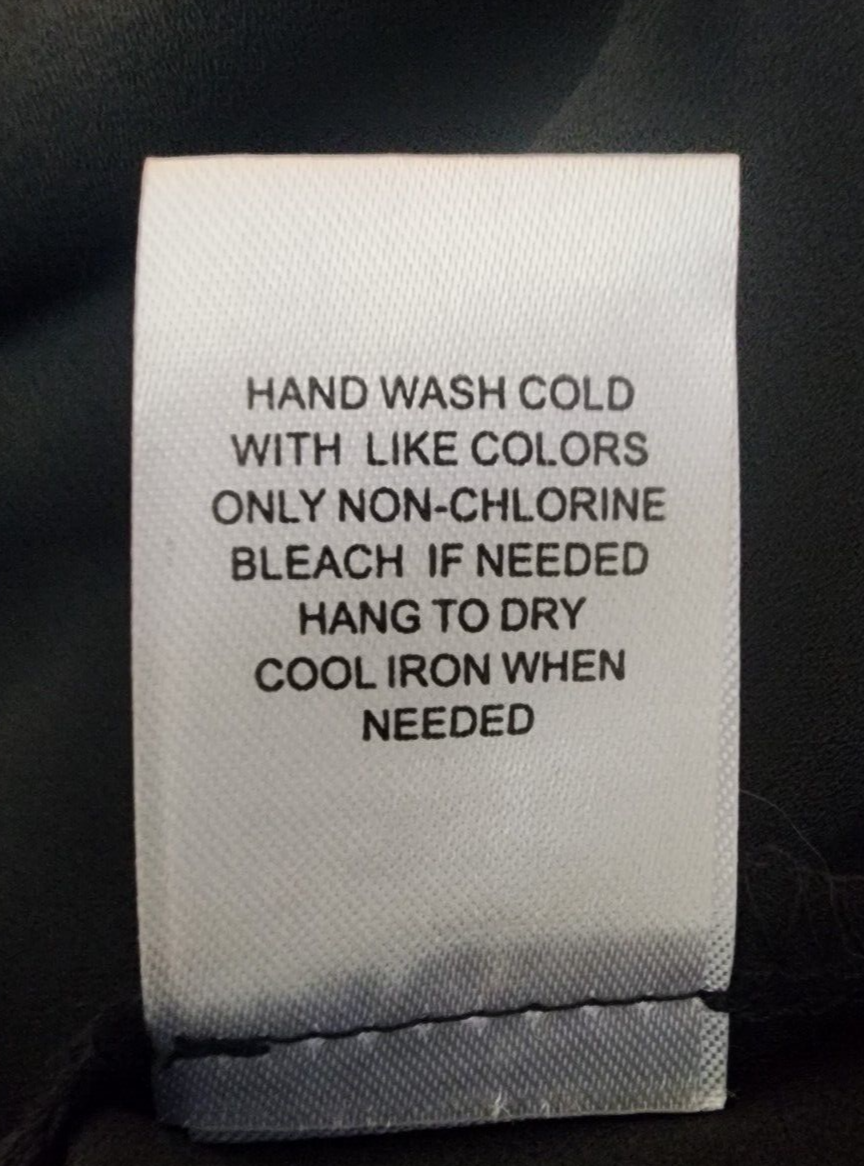 HAND WASH COLD
WITH LIKE COLORS
ONLY NON-CHLORINE
BLEACH IF NEEDED
HANG TO DRY
COOL IRON WHEN
NEEDED